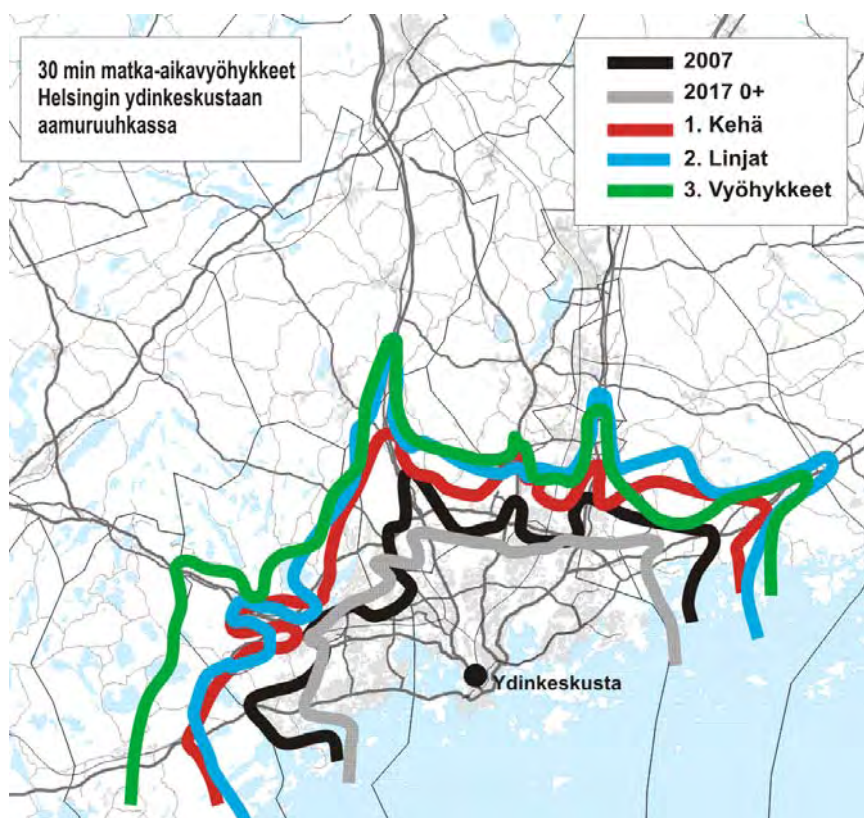 30 min matka-aikavyöhykkeet
Helsingin ydinkeskustaan
aamuruuhkassa
2007
2017 0+
1. Kehä
2. Linjat
3. Vyöhykkeet
Ydinkeskusta